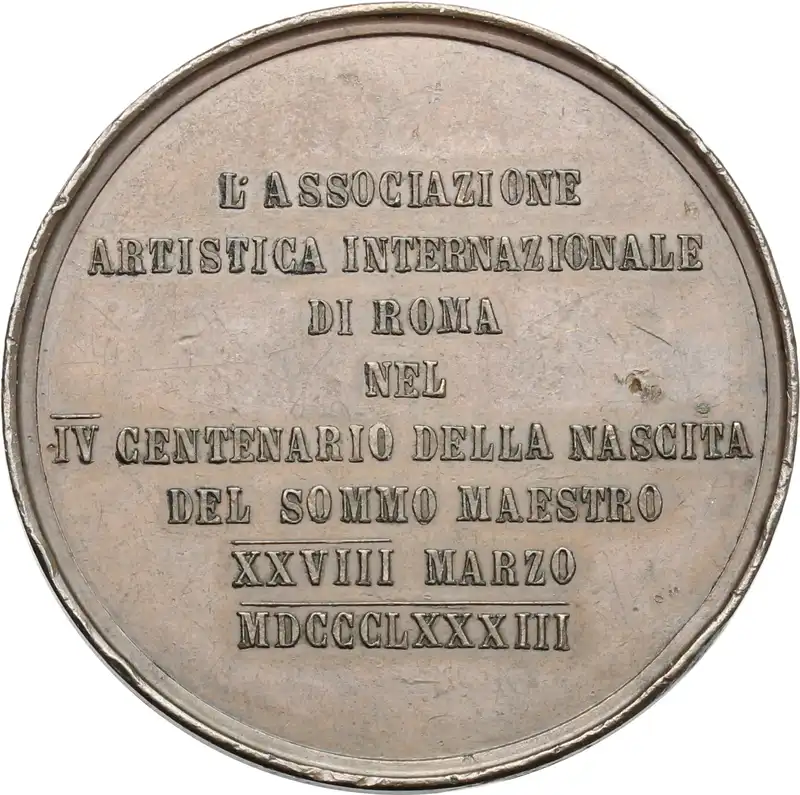 L'ASSOCIAZIONE
ARTISTICA INTERNAZIONALE
DI ROMA
NEL
IV CENTENARIO DELLA NASCITA
DEL SOMMO MAESTRO
XXVIII MARZO
MDCCCLXXXIII